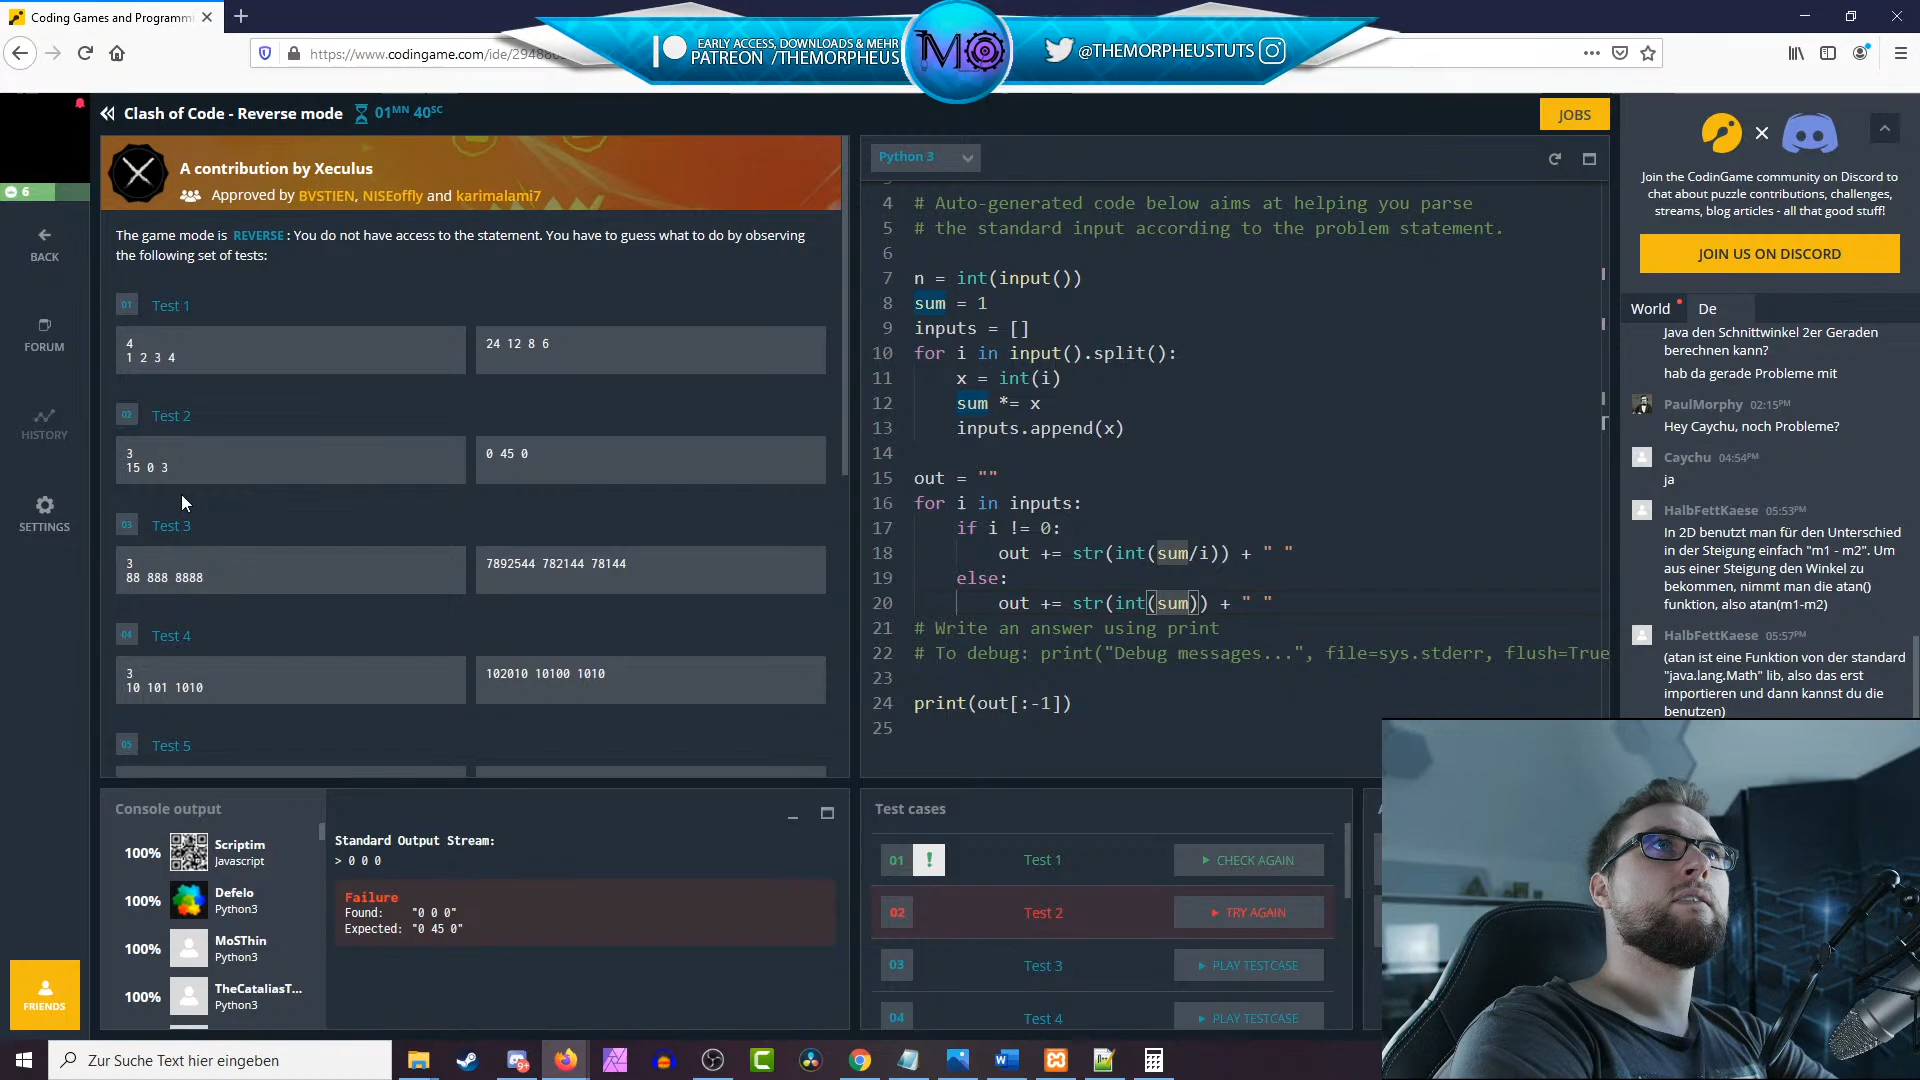 Coding Games and Programmi
https://www.codingame.com/ide/29488
EARLY ACCESS, DOWNLOADS & MEHR
PATREON /THEMORPHEUS
MO
@THEMORPHEUSTUTS
Clash of Code - Reverse mode
01MN 40SC
JOBS
6
BACK
FORUM
HISTORY
SETTINGS
FRIENDS
A contribution by Xeculus
Approved by BVSTIEN, NISEoffly and karimalami7
The game mode is REVERSE : You do not have access to the statement. You have to guess what to do by observing
the following set of tests:
01 Test 1
4
1 2 3 4
24 12 8 6
02 Test 2
3
15 0 3
0 45 0
03 Test 3
3
88 888 8888
7892544 782144 78144
04 Test 4
3
10 101 1010
102010 10100 1010
05 Test 5
Python 3
4 # Auto-generated code below aims at helping you parse
5 # the standard input according to the problem statement.
6
7 n = int(input())
8 sum = 1
9 inputs = []
10 for i in input().split():
11 x = int(i)
12 sum *= x
13 inputs.append(x)
14
15 out = ""
16 for i in inputs:
17 if i != 0:
18 out += str(int(sum/i)) + " "
19 else:
20 out += str(int(sum)) + " "
21 # Write an answer using print
22 # To debug: print("Debug messages...", file=sys.stderr, flush=True
23
24 print(out[:-1])
25
Console output
100% Scriptim
Javascript
100% Defelo
Python3
100% MoSThin
Python3
100% TheCataliasT...
Python3
Standard Output Stream:
> 0 0 0
Failure
Found: "0 0 0"
Expected: "0 45 0"
Test cases
01 ! Test 1 CHECK AGAIN
02 Test 2 TRY AGAIN
03 Test 3 PLAY TESTCASE
04 Test 4 PLAY TESTCASE
Join the CodinGame community on Discord to
chat about puzzle contributions, challenges,
streams, blog articles - all that good stuff!
JOIN US ON DISCORD
World De
Java den Schnittwinkel 2er Geraden
berechnen kann?
hab da gerade Probleme mit
PaulMorphy 02:15PM
Hey Caychu, noch Probleme?
Caychu 04:54PM
ja
HalbFettKaese 05:53PM
In 2D benutzt man für den Unterschied
in der Steigung einfach "m1 - m2". Um
aus einer Steigung den Winkel zu
bekommen, nimmt man die atan()
funktion, also atan(m1-m2)
HalbFettKaese 05:57PM
(atan ist eine Funktion von der standard
"java.lang.Math" lib, also das erst
importieren und dann kannst du die
benutzen)
Zur Suche Text hier eingeben